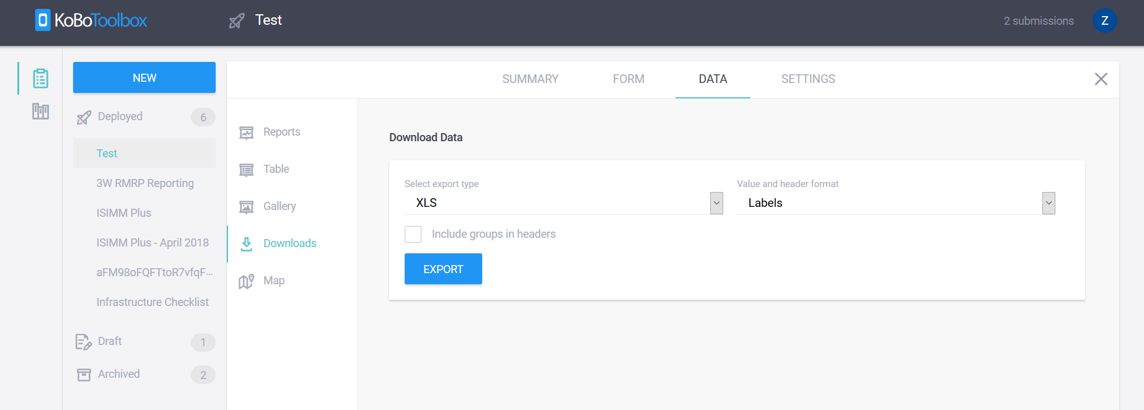 KoBoToolbox
Test
2 submissions
Z
NEW
Deployed
6
Test
3W RMRP Reporting
ISIMM Plus
ISIMM Plus - April 2018
aFM98oFQFTtoR7vfqF...
Infrastructure Checklist
Draft
1
Archived
2
SUMMARY
FORM
DATA
SETTINGS
Reports
Table
Gallery
Downloads
Map
Download Data
Select export type
XLS
Value and header format
Labels
Include groups in headers
EXPORT